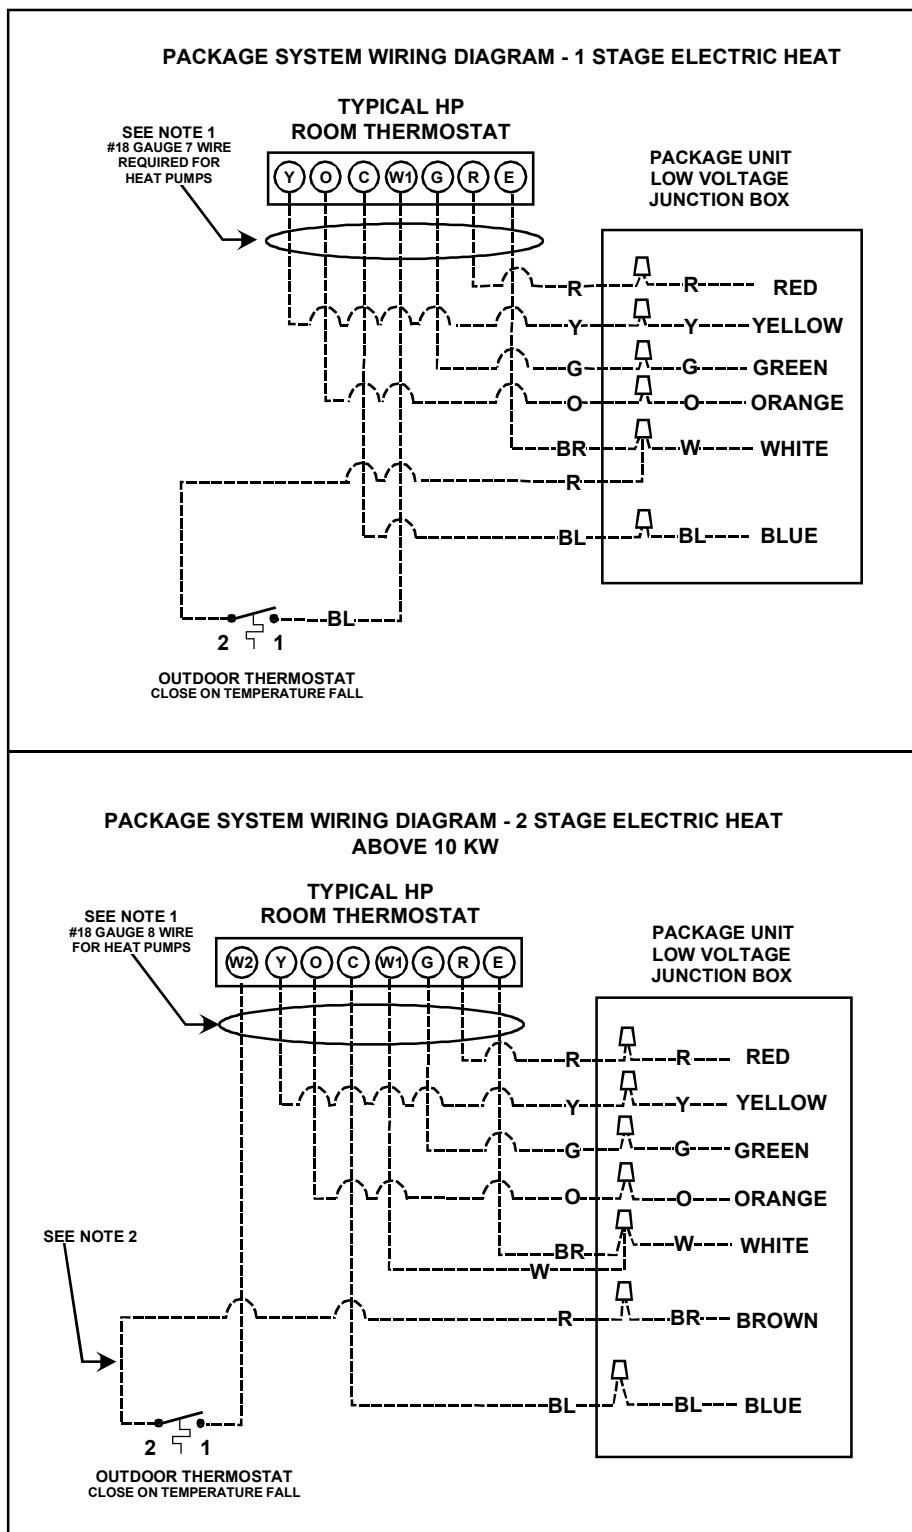 PACKAGE SYSTEM WIRING DIAGRAM - 1 STAGE ELECTRIC HEAT
TYPICAL HP
ROOM THERMOSTAT
SEE NOTE 1
#18 GAUGE 7 WIRE
REQUIRED FOR
HEAT PUMPS
PACKAGE UNIT
LOW VOLTAGE
JUNCTION BOX
Y O C W1 G R E
R R RED
Y Y YELLOW
G G GREEN
O O ORANGE
BR W WHITE
R
BL BL BLUE
BL
2 1
OUTDOOR THERMOSTAT
CLOSE ON TEMPERATURE FALL
PACKAGE SYSTEM WIRING DIAGRAM - 2 STAGE ELECTRIC HEAT
ABOVE 10 KW
TYPICAL HP
ROOM THERMOSTAT
SEE NOTE 1
#18 GAUGE 8 WIRE
FOR HEAT PUMPS
PACKAGE UNIT
LOW VOLTAGE
JUNCTION BOX
W2 Y O C W1 G R E
R R RED
Y Y YELLOW
G G GREEN
O O ORANGE
SEE NOTE 2
BR W WHITE
W
R BR BROWN
BL BL BLUE
2 1
OUTDOOR THERMOSTAT
CLOSE ON TEMPERATURE FALL